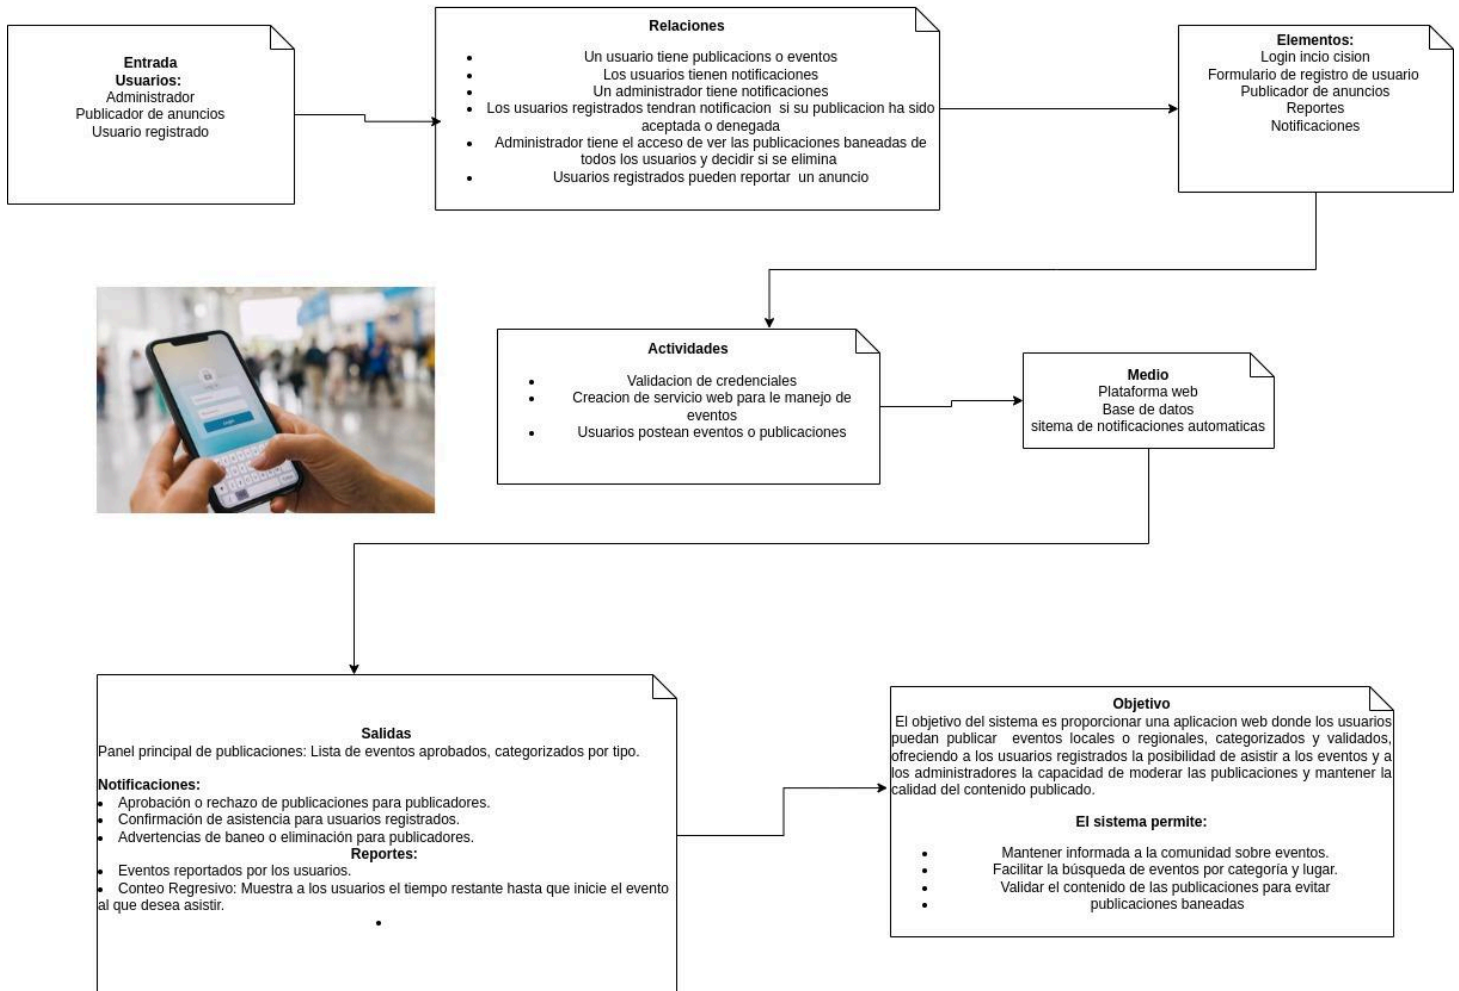 Entrada
Usuarios:
Administrador
Publicador de anuncios
Usuario registrado
Relaciones
• Un usuario tiene publicacions o eventos
• Los usuarios tienen notificaciones
• Un administrador tiene notificaciones
• Los usuarios registrados tendran notificacion si su publicacion ha sido
aceptada o denegada
• Administrador tiene el acceso de ver las publicaciones baneadas de
todos los usuarios y decidir si se elimina
• Usuarios registrados pueden reportar un anuncio
Elementos:
Login incio cision
Formulario de registro de usuario
Publicador de anuncios
Reportes
Notificaciones
Actividades
• Validacion de credenciales
• Creacion de servicio web para le manejo de
eventos
• Usuarios postean eventos o publicaciones
Medio
Plataforma web
Base de datos
sitema de notificaciones automaticas
Salidas
Panel principal de publicaciones: Lista de eventos aprobados, categorizados por tipo.
Notificaciones:
• Aprobación o rechazo de publicaciones para publicadores.
• Confirmación de asistencia para usuarios registrados.
• Advertencias de baneo o eliminación para publicadores.
Reportes:
• Eventos reportados por los usuarios.
• Conteo Regresivo: Muestra a los usuarios el tiempo restante hasta que inicie el evento
al que desea asistir.
•
Objetivo
El objetivo del sistema es proporcionar una aplicacion web donde los usuarios
puedan publicar eventos locales o regionales, categorizados y validados,
ofreciendo a los usuarios registrados la posibilidad de asistir a los eventos y a
los administradores la capacidad de moderar las publicaciones y mantener la
calidad del contenido publicado.
El sistema permite:
• Mantener informada a la comunidad sobre eventos.
• Facilitar la búsqueda de eventos por categoría y lugar.
• Validar el contenido de las publicaciones para evitar
• publicaciones baneadas